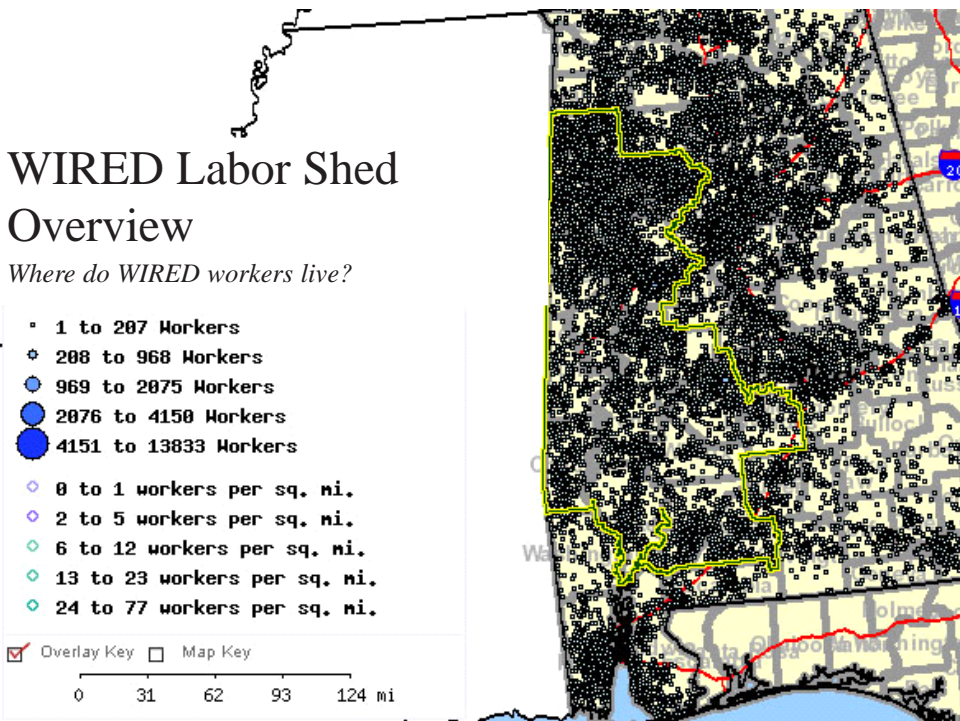 WIRED Labor Shed
Overview
Where do WIRED workers live?
1 to 207 Workers
208 to 968 Workers
969 to 2075 Workers
2076 to 4150 Workers
4151 to 13833 Workers
0 to 1 workers per sq. mi.
2 to 5 workers per sq. mi.
6 to 12 workers per sq. mi.
13 to 23 workers per sq. mi.
24 to 77 workers per sq. mi.
Overlay Key
Map Key
0 31 62 93 124 mi
20